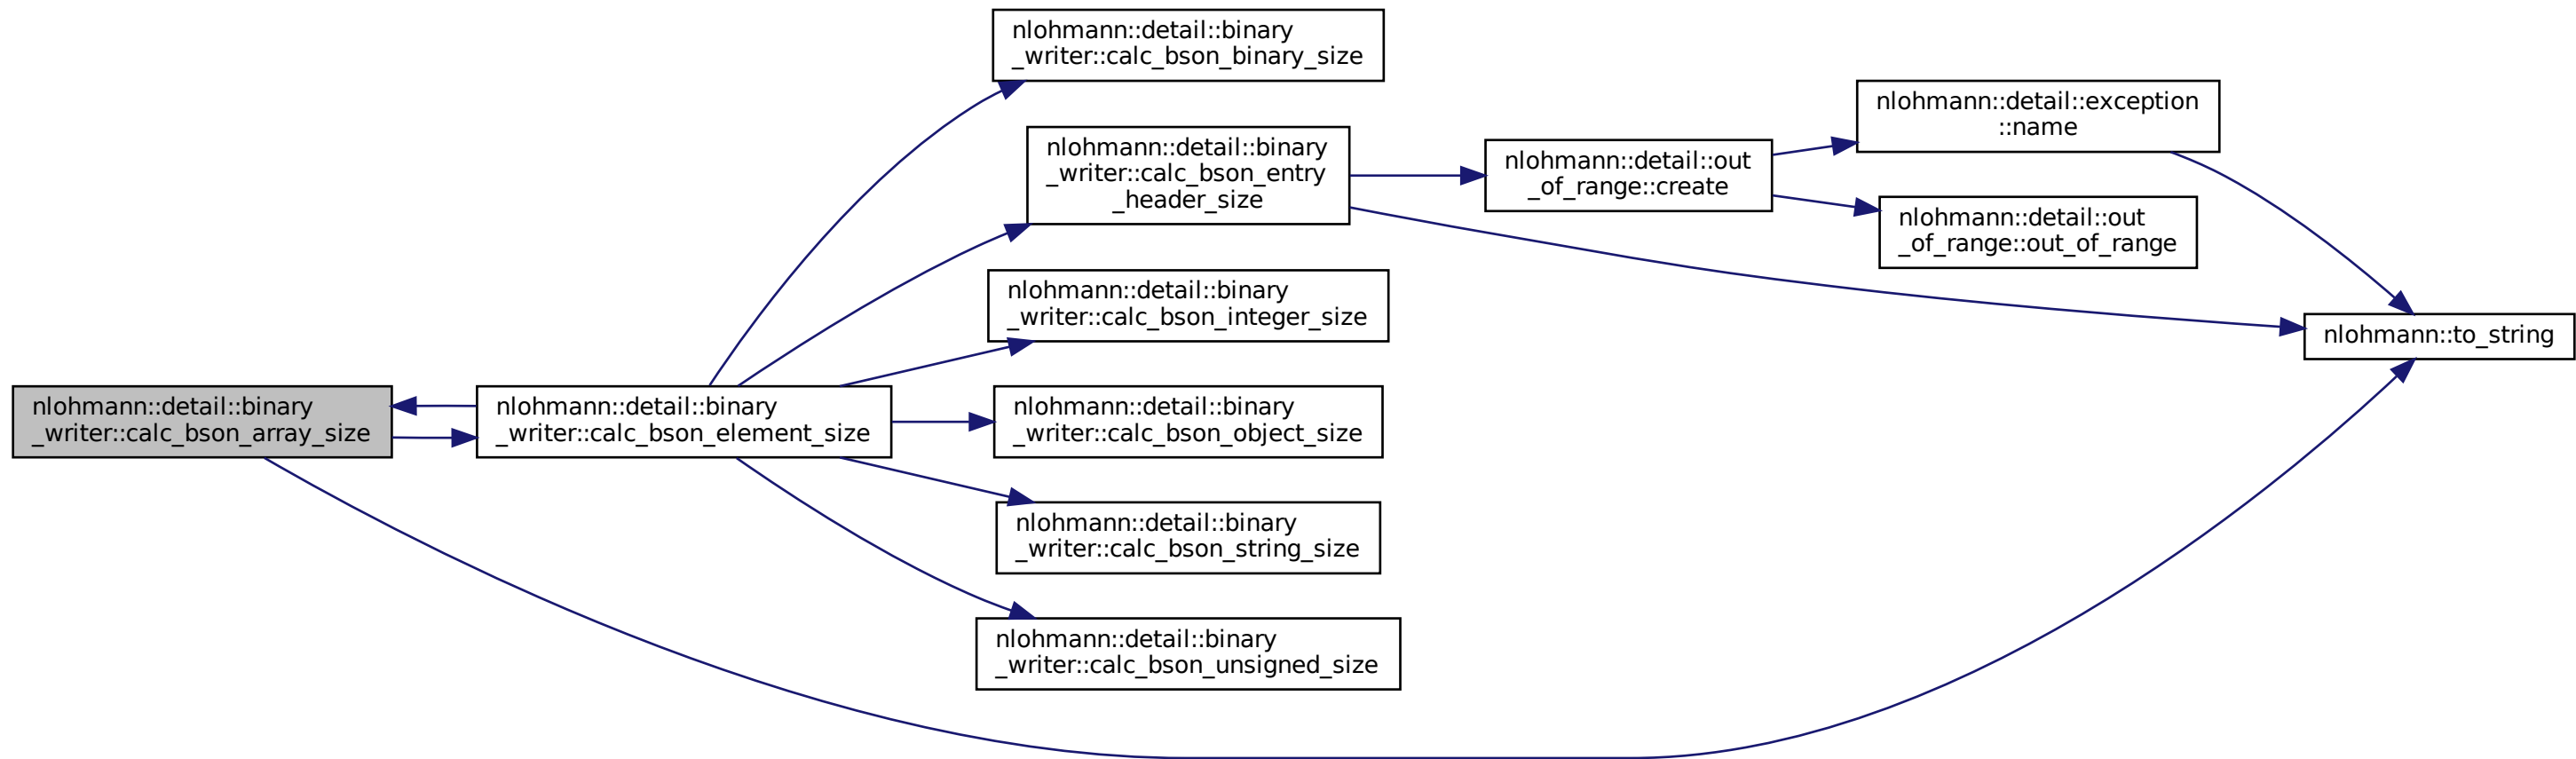 nlohmann::detail::binary
_writer::calc_bson_array_size
nlohmann::detail::binary
_writer::calc_bson_element_size
nlohmann::detail::binary
_writer::calc_bson_binary_size
nlohmann::detail::binary
_writer::calc_bson_entry
_header_size
nlohmann::detail::binary
_writer::calc_bson_integer_size
nlohmann::detail::binary
_writer::calc_bson_object_size
nlohmann::detail::binary
_writer::calc_bson_string_size
nlohmann::detail::binary
_writer::calc_bson_unsigned_size
nlohmann::detail::out
_of_range::create
nlohmann::detail::exception
::name
nlohmann::detail::out
_of_range::out_of_range
nlohmann::to_string